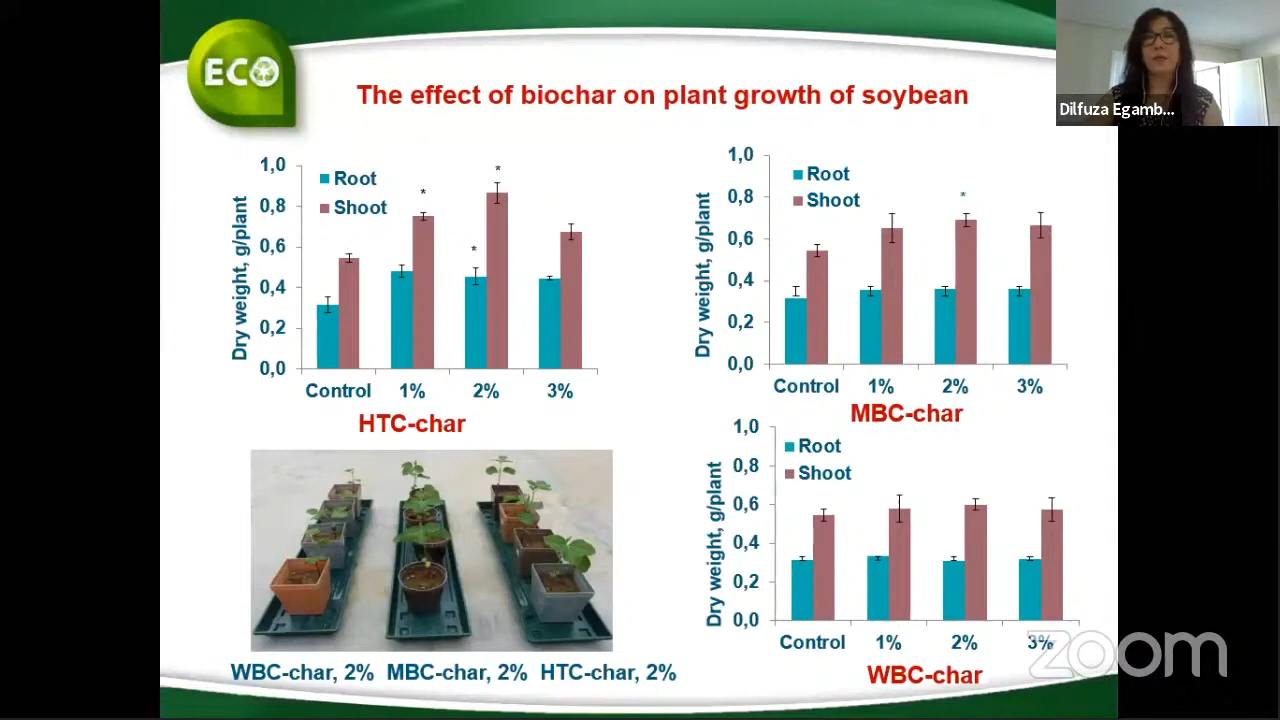 ECO
The effect of biochar on plant growth of soybean
Dilfuza Egamb...
1,0
0,8
0,6
0,4
0,2
0,0
Dry weight, g/plant
Root
Shoot
*
*
*
Control 1% 2% 3%
HTC-char
1,0
0,8
0,6
0,4
0,2
0,0
Dry weight, g/plant
Root
Shoot
*
Control 1% 2% 3%
MBC-char
1,0
0,8
0,6
0,4
0,2
0,0
Dry weight, g/plant
Root
Shoot
Control 1% 2% 3%
WBC-char
WBC-char, 2% MBC-char, 2% HTC-char, 2%
zoom